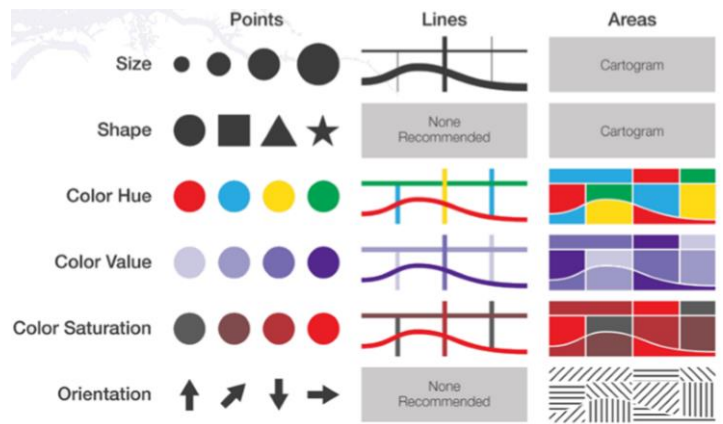 Points Lines Areas
Size Cartogram
Shape None
Recommended Cartogram
Color Hue
Color Value
Color Saturation
Orientation None
Recommended